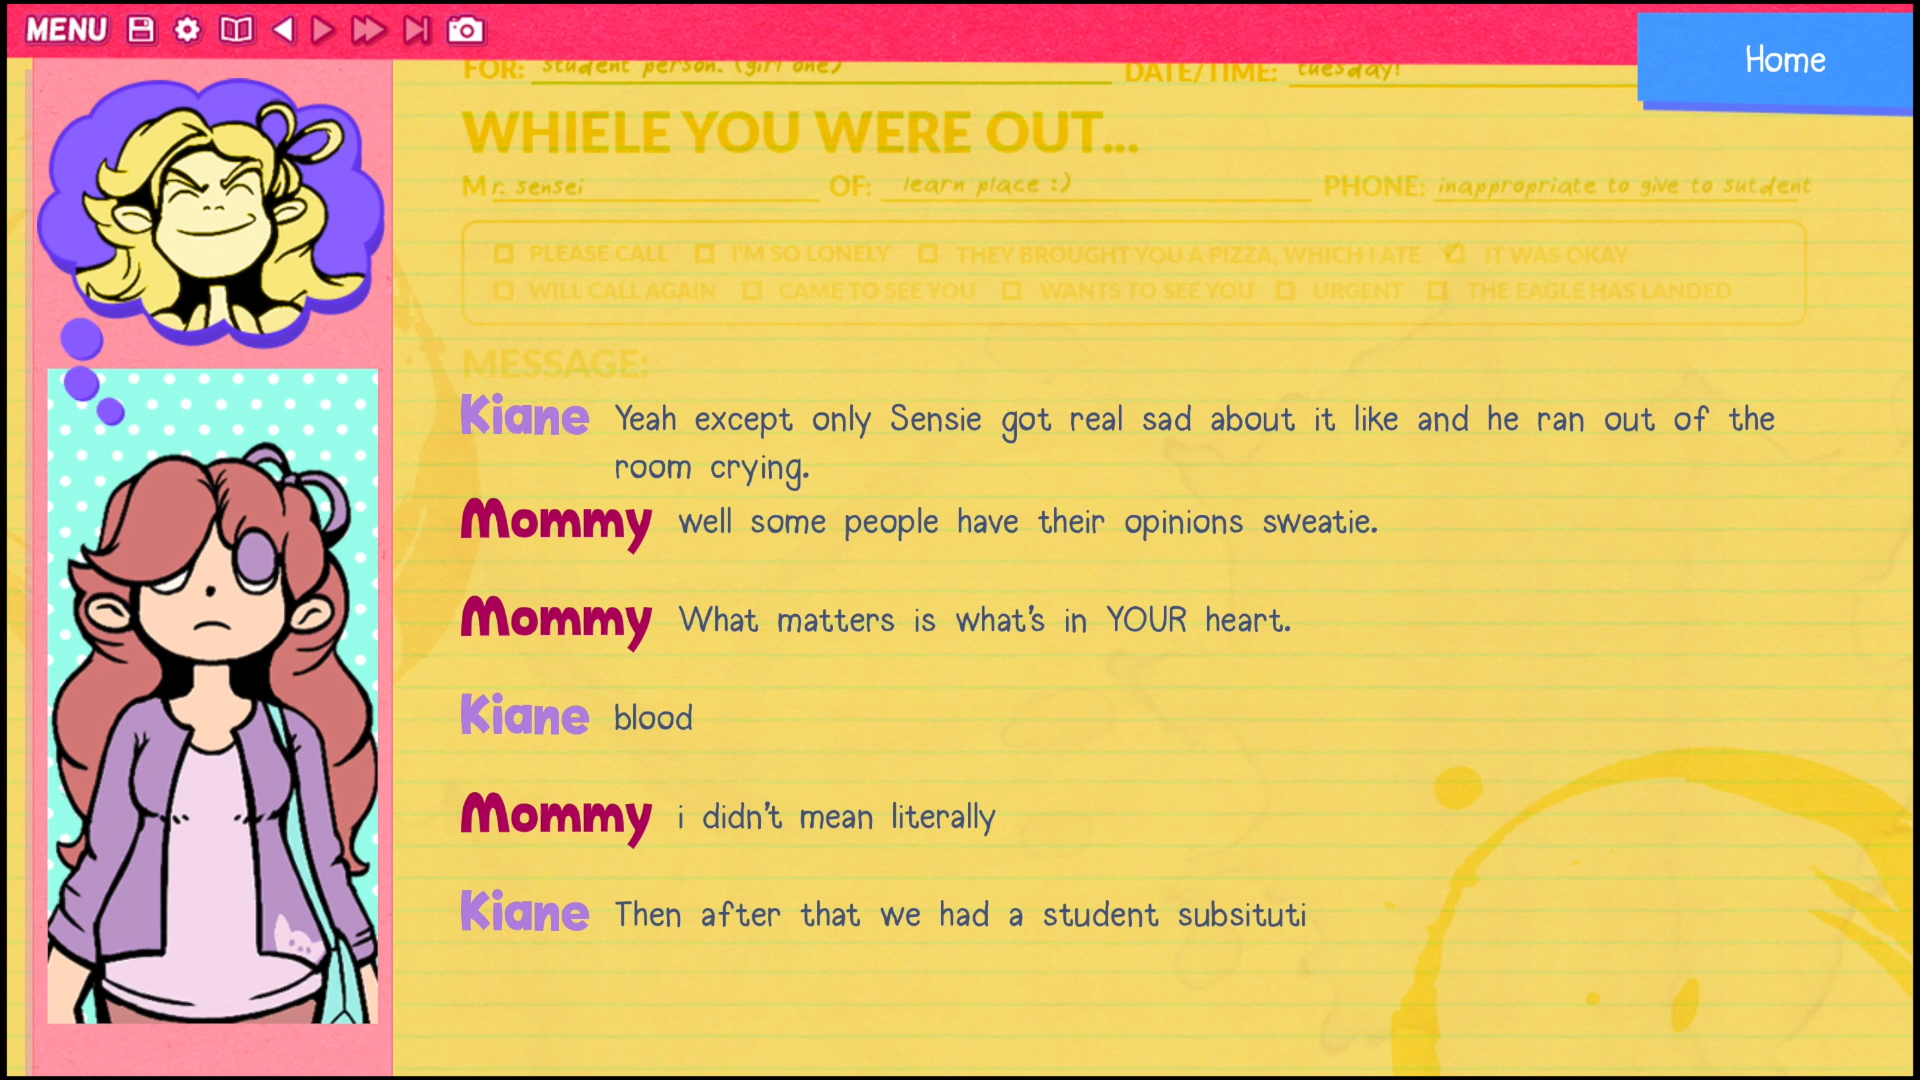 MENU
Home
FOR: student person. (girl one) DATE/TIME: tuesday!
WHIELE YOU WERE OUT...
Mr. sensei OF: learn place :) PHONE: inappropriate to give to sutdent
PLEASE CALL I'M SO LONELY THEY BROUGHT YOU A PIZZA, WHICH I ATE IT WAS OKAY
WILL CALL AGAIN CAME TO SEE YOU WANTS TO SEE YOU URGENT THE EAGLE HAS LANDED
MESSAGE:
Kiane Yeah except only Sensie got real sad about it like and he ran out of the
room crying.
Mommy well some people have their opinions sweatie.
Mommy What matters is what's in YOUR heart.
Kiane blood
Mommy i didn't mean literally
Kiane Then after that we had a student subsituti